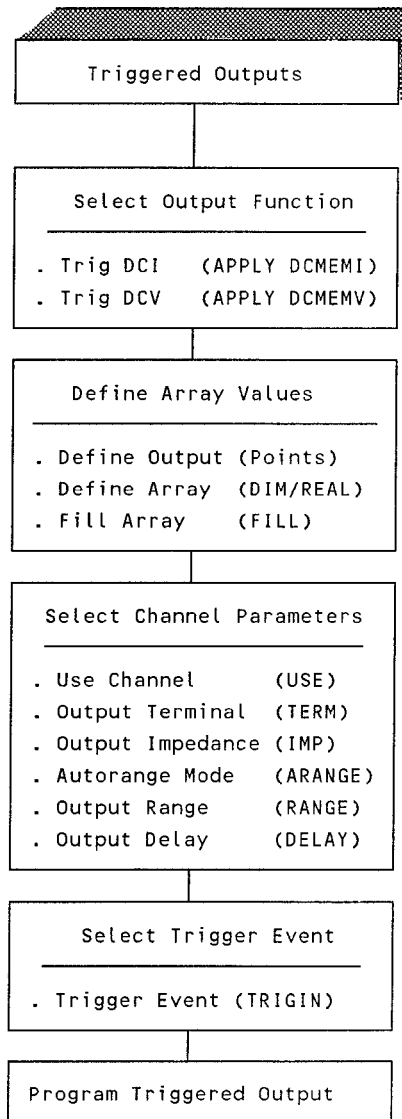 Triggered Outputs
Select Output Function
. Trig DCI (APPLY DCMEMI)
. Trig DCV (APPLY DCMEMV)
Define Array Values
. Define Output (Points)
. Define Array (DIM/REAL)
. Fill Array (FILL)
Select Channel Parameters
. Use Channel (USE)
. Output Terminal (TERM)
. Output Impedance (IMP)
. Autorange Mode (ARANGE)
. Output Range (RANGE)
. Output Delay (DELAY)
Select Trigger Event
. Trigger Event (TRIGIN)
Program Triggered Output